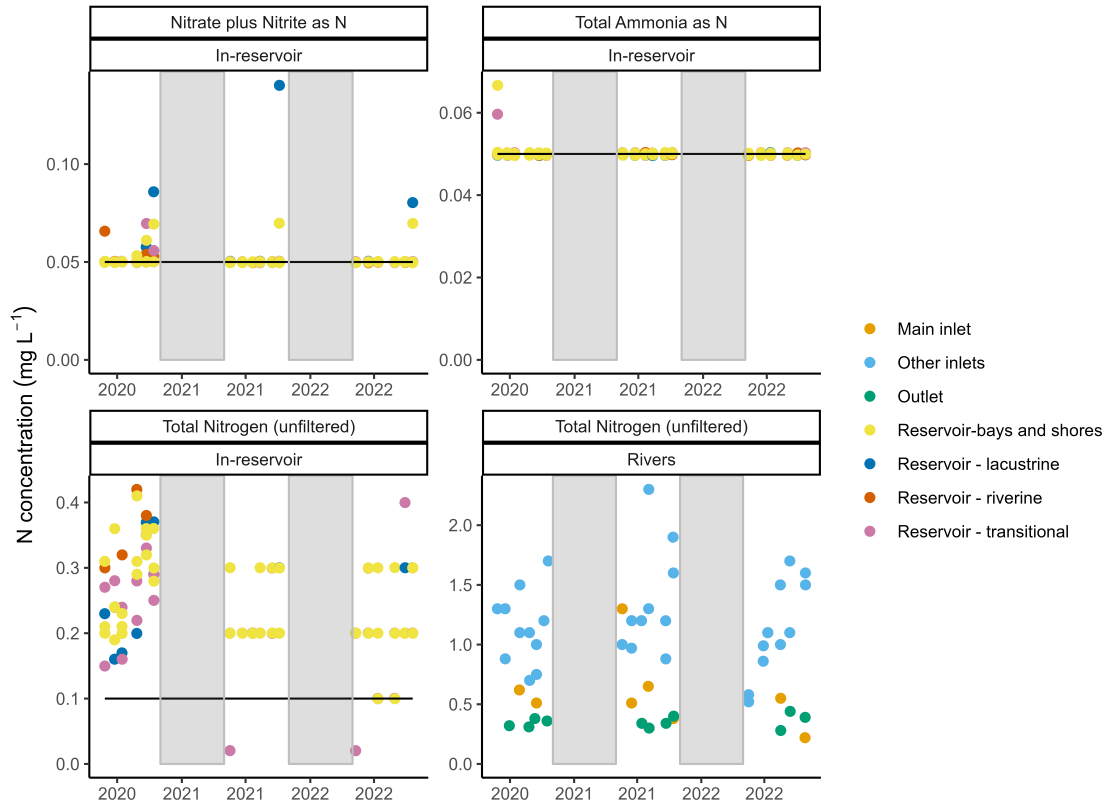 Nitrate plus Nitrite as N
Total Ammonia as N
In-reservoir
In-reservoir
0.10
0.05
0.00
0.06
0.04
0.02
0.00
2020 2021 2021 2022 2022
2020 2021 2021 2022 2022
N concentration (mg L⁻¹)
Total Nitrogen (unfiltered)
Total Nitrogen (unfiltered)
In-reservoir
Rivers
0.4
0.3
0.2
0.1
0.0
2.0
1.5
1.0
0.5
0.0
2020 2021 2021 2022 2022
2020 2021 2021 2022 2022
Main inlet
Other inlets
Outlet
Reservoir-bays and shores
Reservoir - lacustrine
Reservoir - riverine
Reservoir - transitional